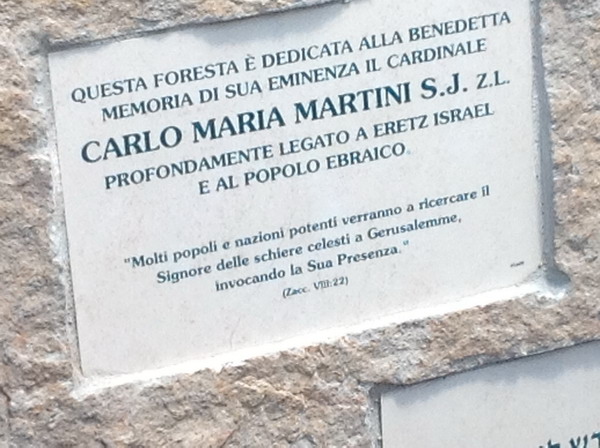 QUESTA FORESTA È DEDICATA ALLA BENEDETTA
MEMORIA DI SUA EMINENZA IL CARDINALE
CARLO MARIA MARTINI S.J. Z.L.
PROFONDAMENTE LEGATO A ERETZ ISRAEL
E AL POPOLO EBRAICO.
"Molti popoli e nazioni potenti verranno a ricercare il
Signore delle schiere celesti a Gerusalemme,
invocando la Sua Presenza."
(Zacc. VIII:22)